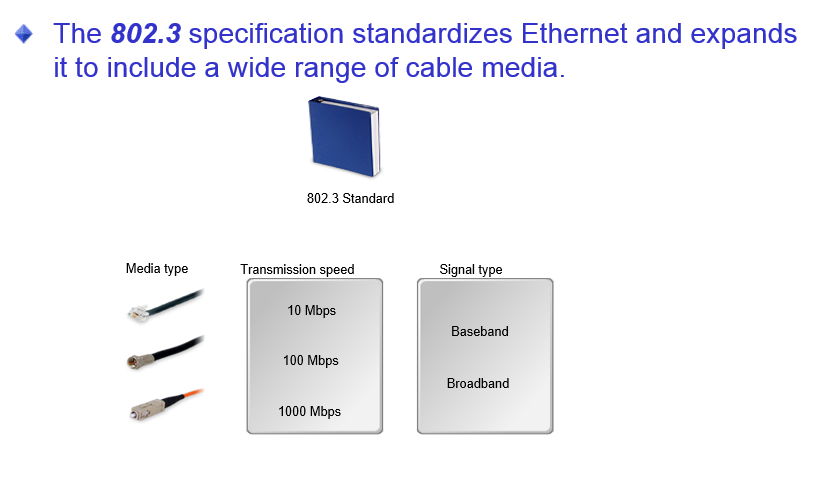 The 802.3 specification standardizes Ethernet and expands
it to include a wide range of cable media.
802.3 Standard
Media type
Transmission speed
10 Mbps
100 Mbps
1000 Mbps
Signal type
Baseband
Broadband